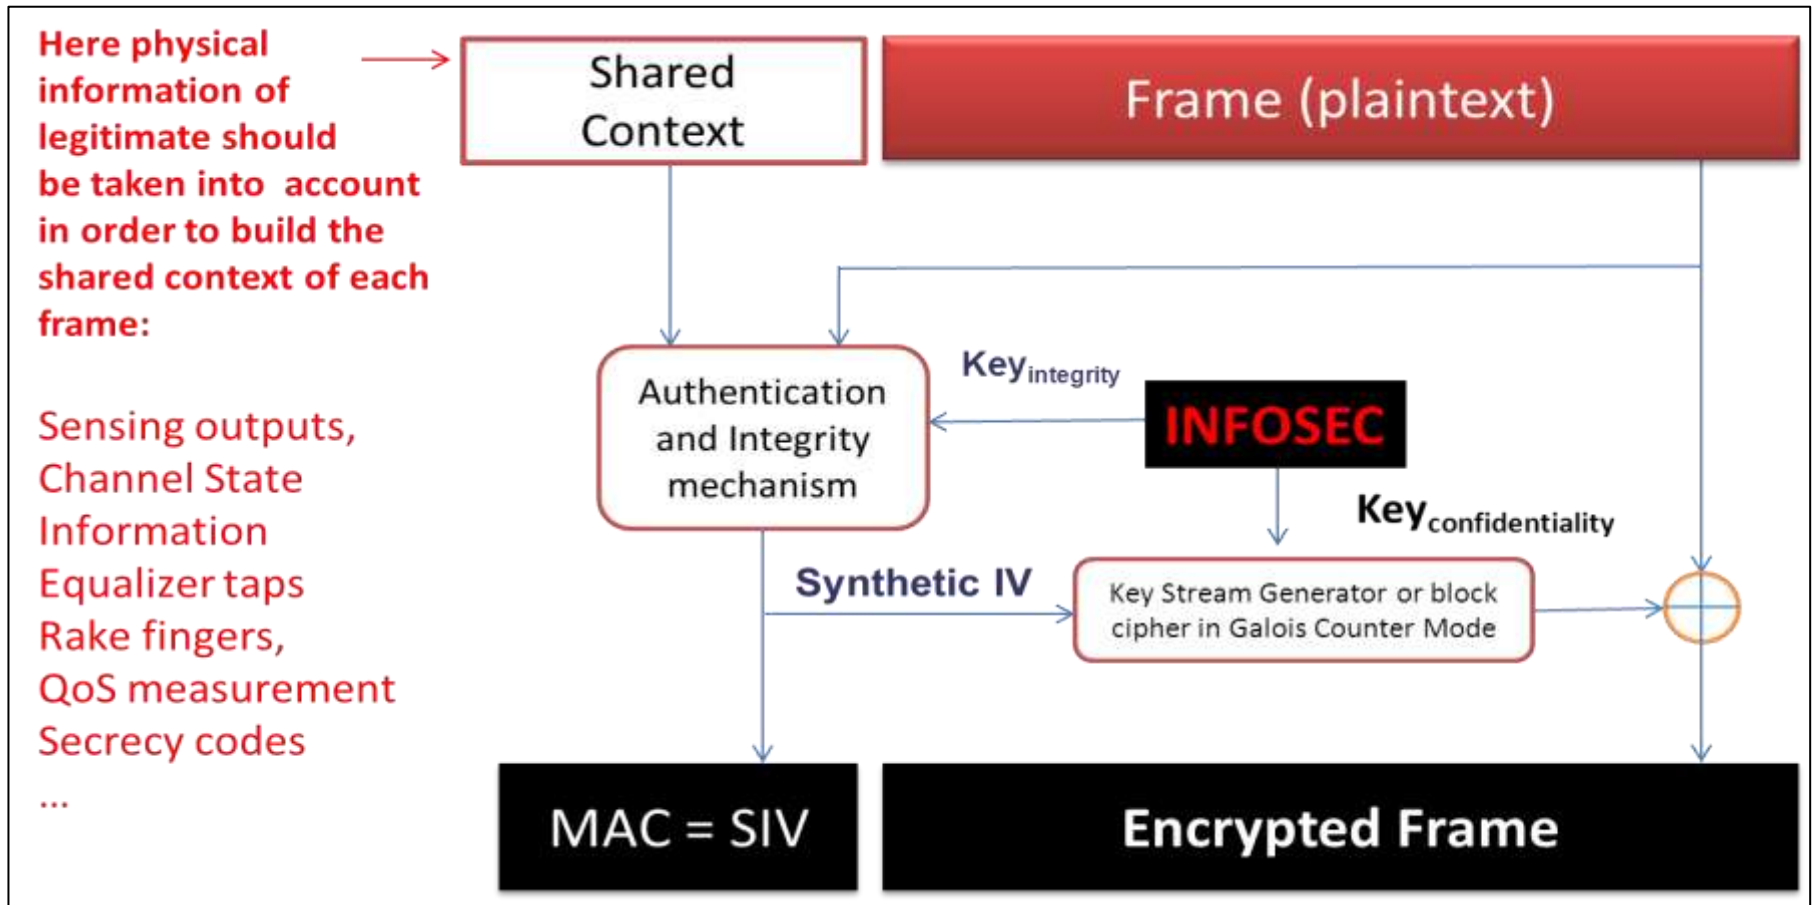 Here physical
information of
legitimate should
be taken into account
in order to build the
shared context of each
frame:
Sensing outputs,
Channel State
Information
Equalizer taps
Rake fingers,
QoS measurement
Secrecy codes
...
Shared
Context
Frame (plaintext)
Authentication
and Integrity
mechanism
Keyintegrity
INFOSEC
Keyconfidentiality
Synthetic IV
Key Stream Generator or block
cipher in Galois Counter Mode
MAC = SIV
Encrypted Frame